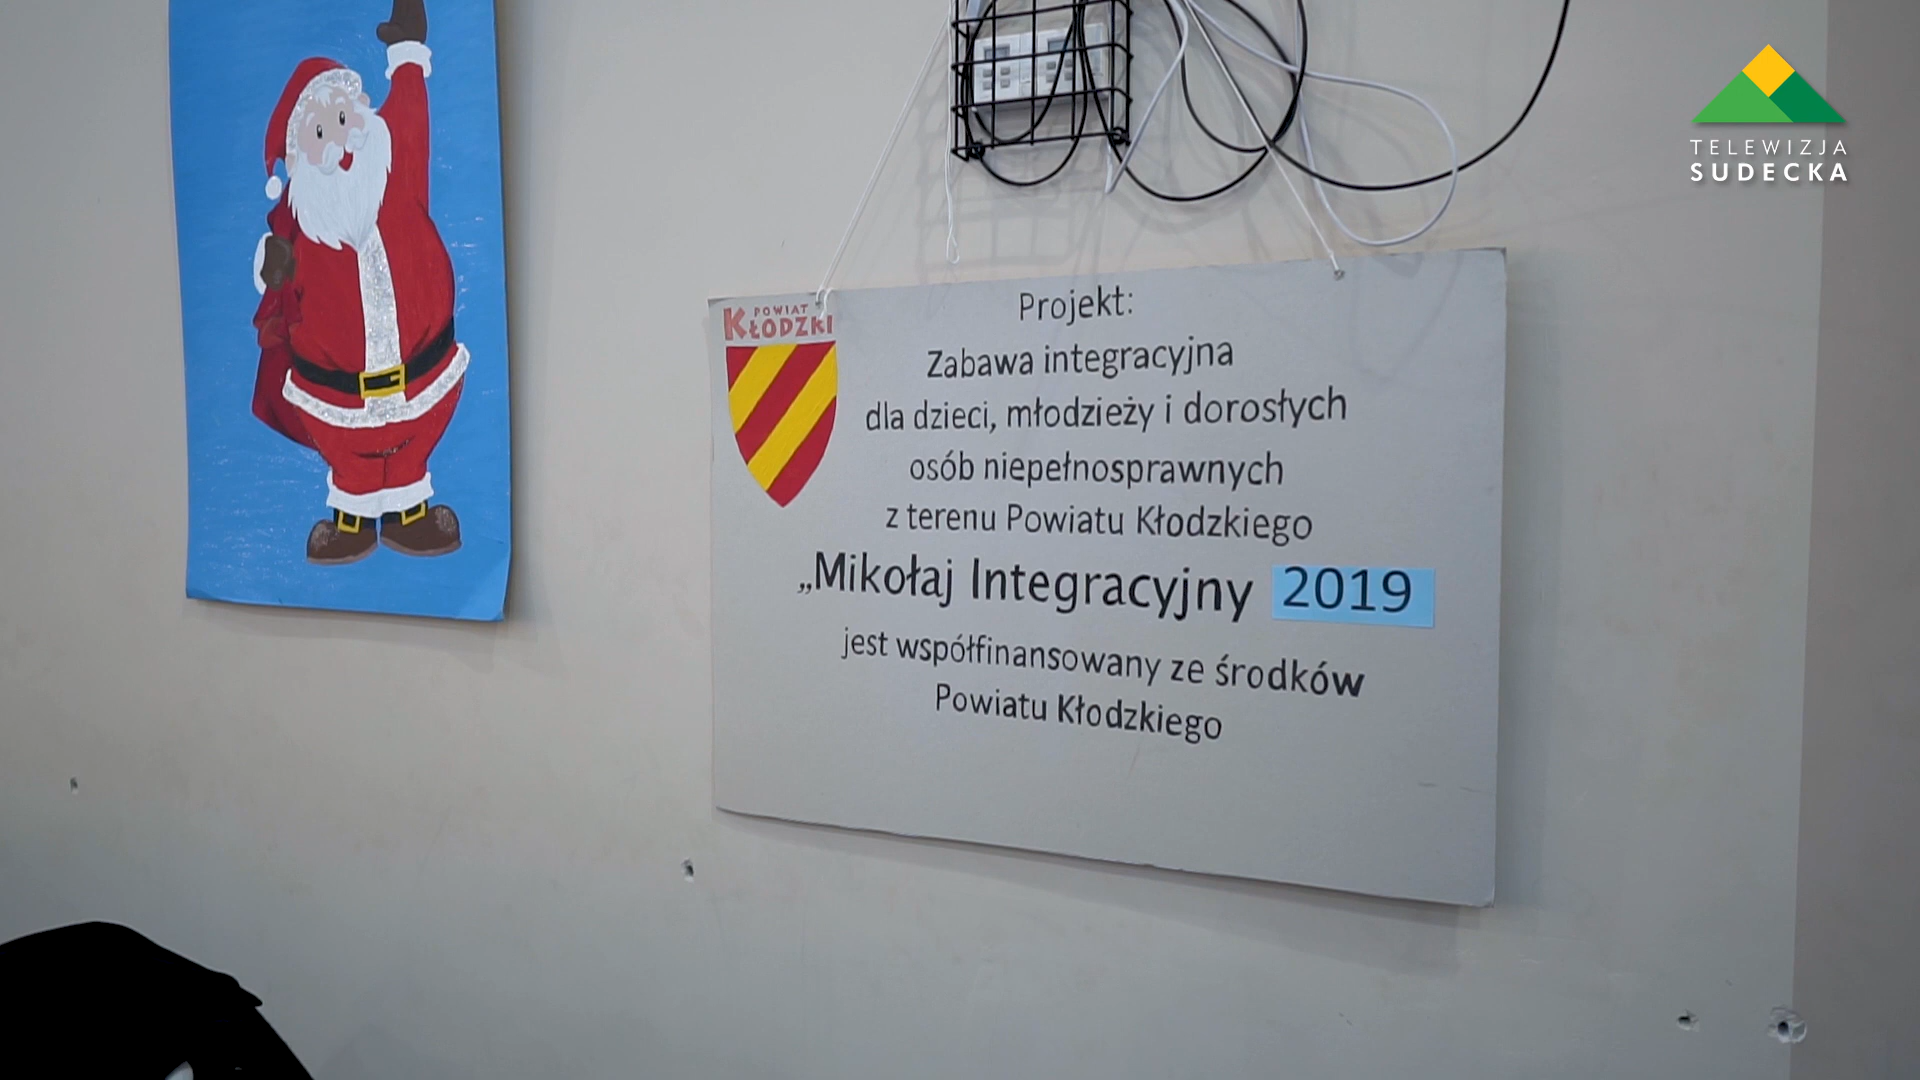 TELEWIZJA
SUDECKA
POWIAT
KŁODZKI
Projekt:
Zabawa integracyjna
dla dzieci, młodzieży i dorosłych
osób niepełnosprawnych
z terenu Powiatu Kłodzkiego
„Mikołaj Integracyjny 2019
jest współfinansowany ze środków
Powiatu Kłodzkiego